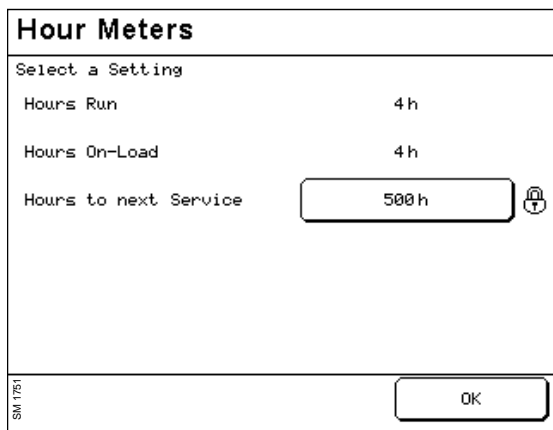 Hour Meters
Select a Setting
Hours Run 4 h
Hours On-Load 4 h
Hours to next Service 500 h
SM 1751
OK